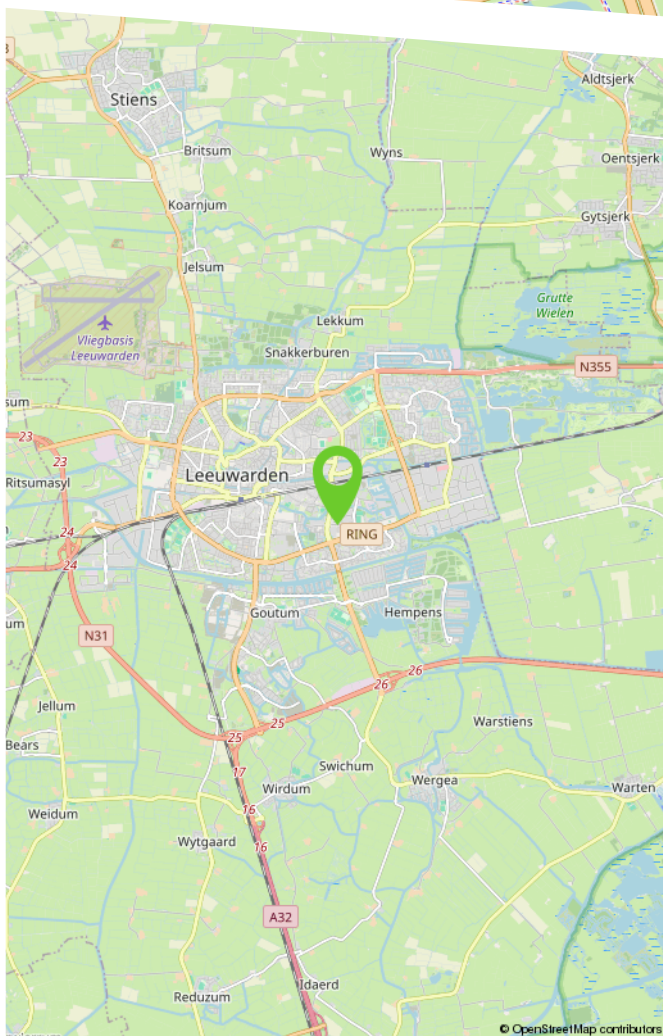 Aldtsjerk
Stiens
Britsum
Wyns
Oentsjerk
Koarnjum
Gytsjerk
Jelsum
Grutte
Wielen
Lekkum
Vliegbasis
Leeuwarden
Snakkerburen
N355
sum
23
23
Leeuwarden
Ritsumasyl
24
RING
24
Goutum
Hempens
um
N31
26
26
Jellum
25
Warstiens
25
Bears
Swichum
17
Wergea
Wirdum
Warten
16
Weidum
Wytgaard
16
A32
Idaerd
Reduzum
© OpenStreetMap contributors